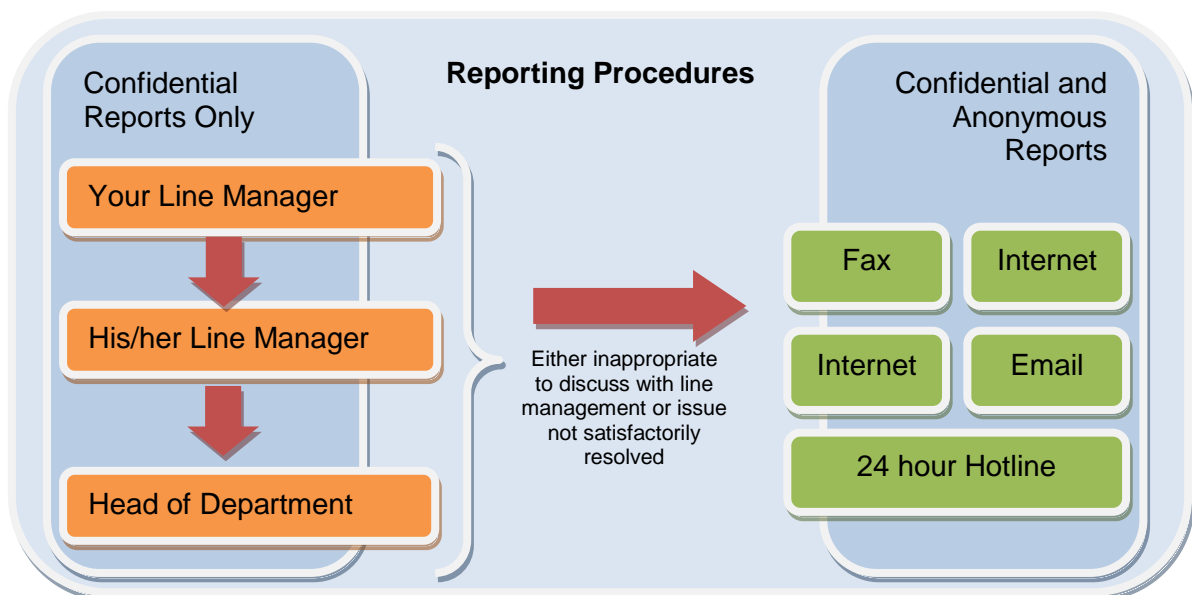 Reporting Procedures
Confidential
Reports Only
Your Line Manager
His/her Line Manager
Head of Department
Either inappropriate
to discuss with line
management or issue
not satisfactorily
resolved
Confidential and
Anonymous
Reports
Fax
Internet
Internet
Email
24 hour Hotline